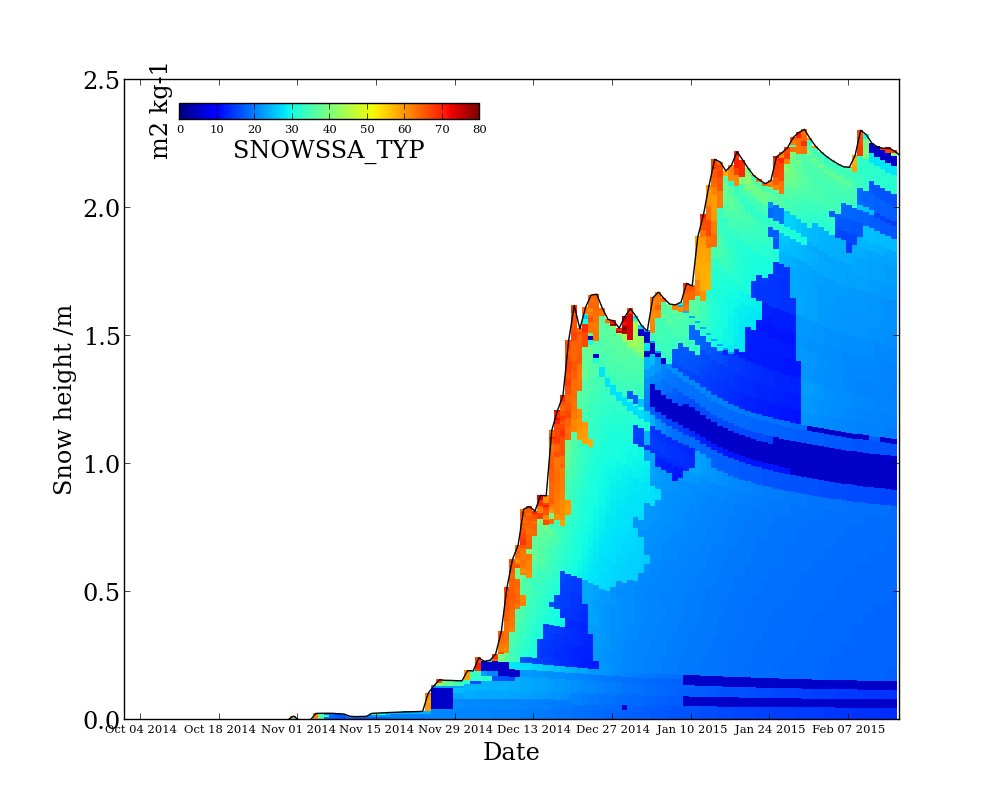 m2 kg-1
0 10 20 30 40 50 60 70 80
SNOWSSA_TYP
Snow height /m
2.5
2.0
1.5
1.0
0.5
0.0
Oct 04 2014 Oct 18 2014 Nov 01 2014 Nov 15 2014 Nov 29 2014 Dec 13 2014 Dec 27 2014 Jan 10 2015 Jan 24 2015 Feb 07 2015
Date